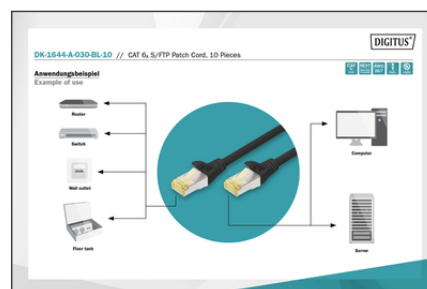 DIGITUS®
DK-1644-A-030-BL-10 // CAT 6A S/FTP Patch Cord, 10 Pieces
Anwendungsbeispiel
Example of use
Router
Switch
Wall outlet
Floor tank
Computer
Server